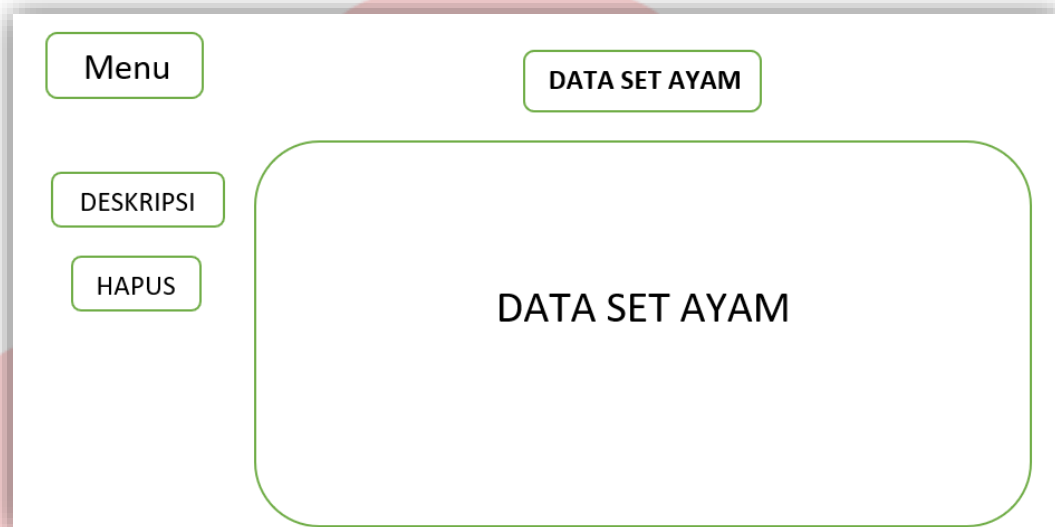 Menu
DATA SET AYAM
DESKRIPSI
HAPUS
DATA SET AYAM